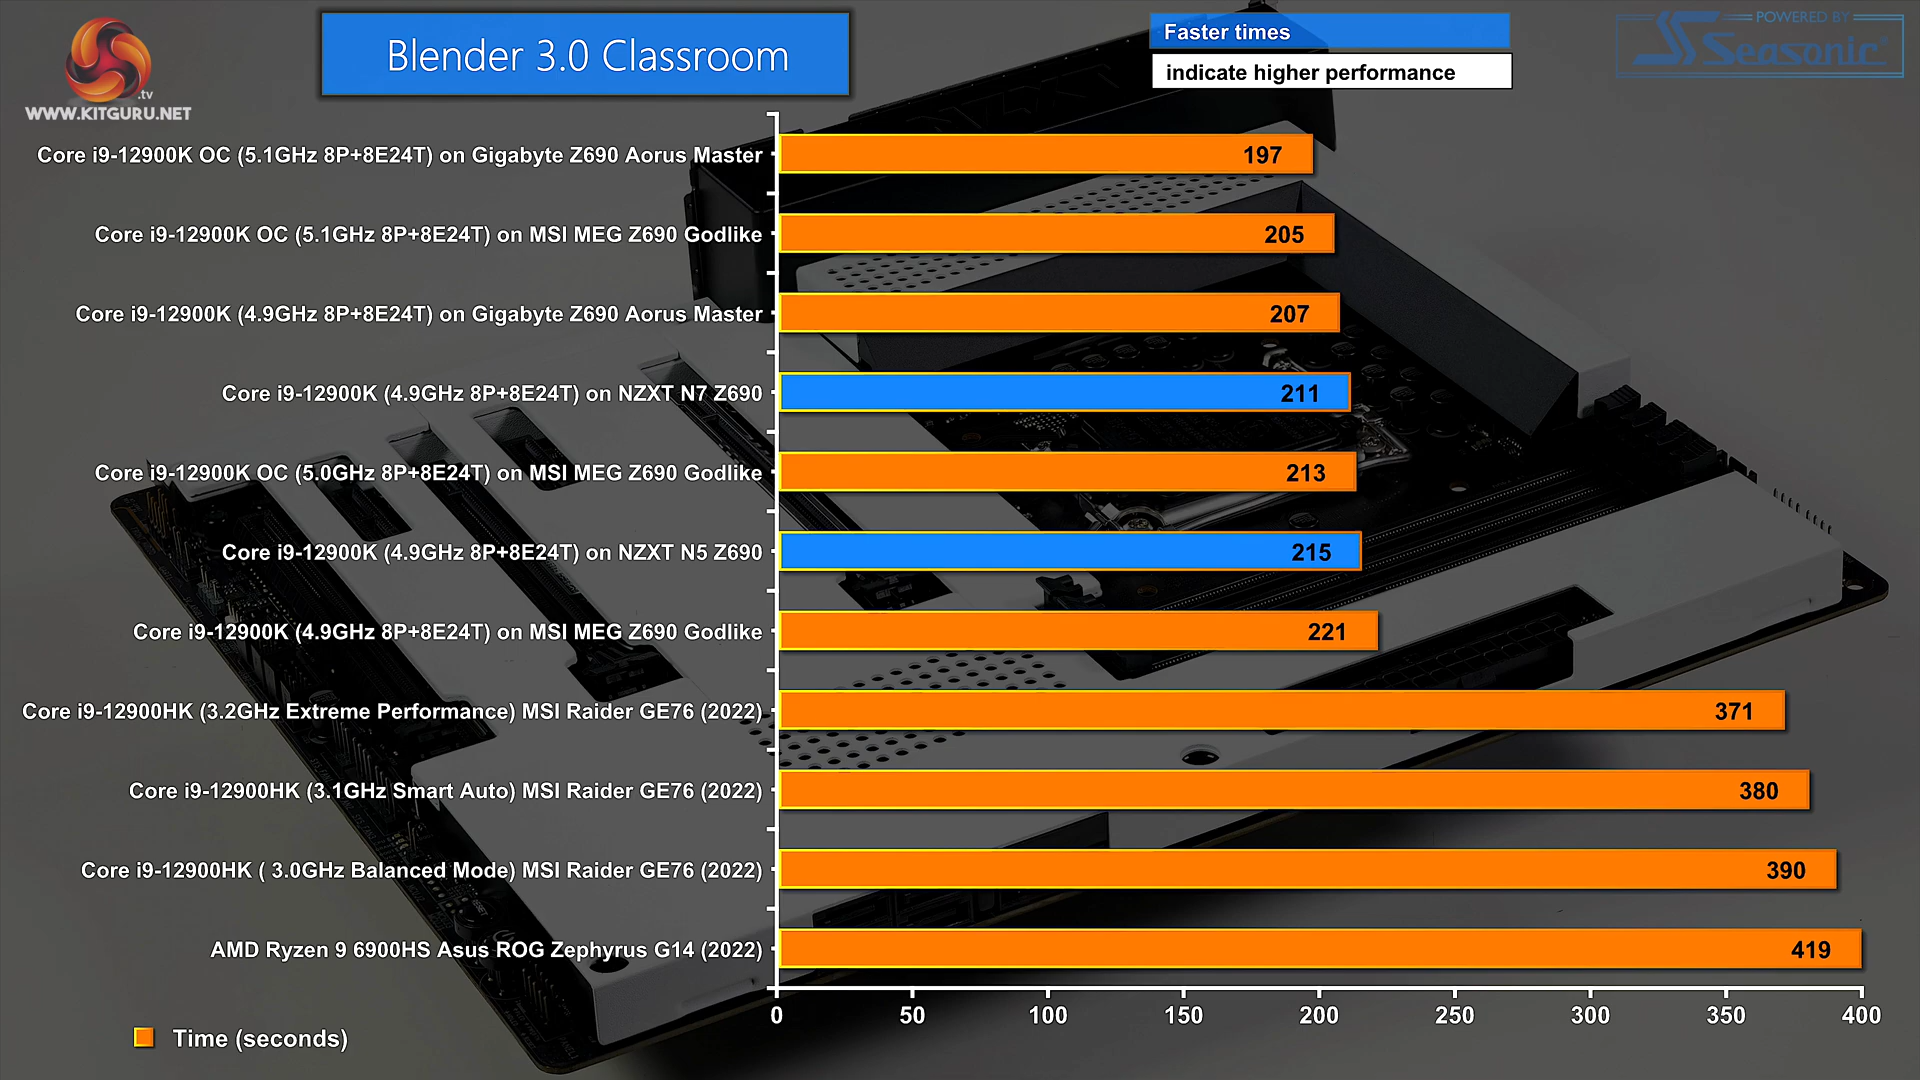 .tv
WWW.KITGURU.NET
Blender 3.0 Classroom
Faster times
indicate higher performance
POWERED BY
Seasonic
Core i9-12900K OC (5.1GHz 8P+8E24T) on Gigabyte Z690 Aorus Master
197
Core i9-12900K OC (5.1GHz 8P+8E24T) on MSI MEG Z690 Godlike
205
Core i9-12900K (4.9GHz 8P+8E24T) on Gigabyte Z690 Aorus Master
207
Core i9-12900K (4.9GHz 8P+8E24T) on NZXT N7 Z690
211
Core i9-12900K OC (5.0GHz 8P+8E24T) on MSI MEG Z690 Godlike
213
Core i9-12900K (4.9GHz 8P+8E24T) on NZXT N5 Z690
215
Core i9-12900K (4.9GHz 8P+8E24T) on MSI MEG Z690 Godlike
221
Core i9-12900HK (3.2GHz Extreme Performance) MSI Raider GE76 (2022)
371
Core i9-12900HK (3.1GHz Smart Auto) MSI Raider GE76 (2022)
380
Core i9-12900HK ( 3.0GHz Balanced Mode) MSI Raider GE76 (2022)
390
AMD Ryzen 9 6900HS Asus ROG Zephyrus G14 (2022)
419
0 50 100 150 200 250 300 350 400
Time (seconds)